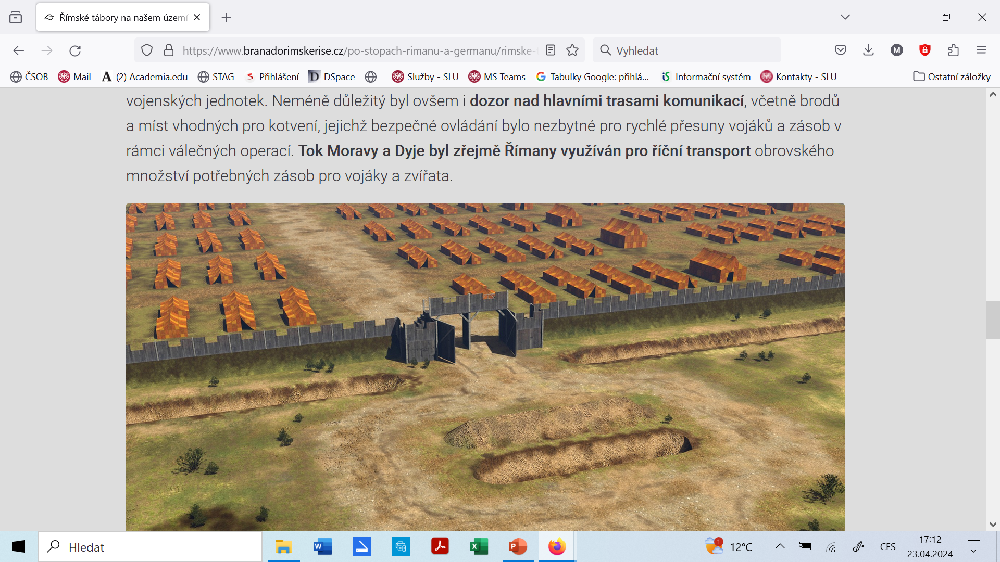 Římské tábory na našem území
https://www.branadorimskerise.cz/po-stopach-rimanu-a-germanu/rimske-
Vyhledat
M
ČSOB
Mail
(2) Academia.edu
STAG
Přihlášení
DSpace
Služby - SLU
MS Teams
Tabulky Google: přihlá...
Informační systém
Kontakty - SLU
Ostatní záložky
vojenských jednotek. Neméně důležitý byl ovšem i dozor nad hlavními trasami komunikací, včetně brodů
a míst vhodných pro kotvení, jejichž bezpečné ovládání bylo nezbytné pro rychlé přesuny vojáků a zásob v
rámci válečných operací. Tok Moravy a Dyje byl zřejmě Římany využíván pro říční transport obrovského
množství potřebných zásob pro vojáky a zvířata.
Hledat
1
12°C
CES
17:12
23.04.2024